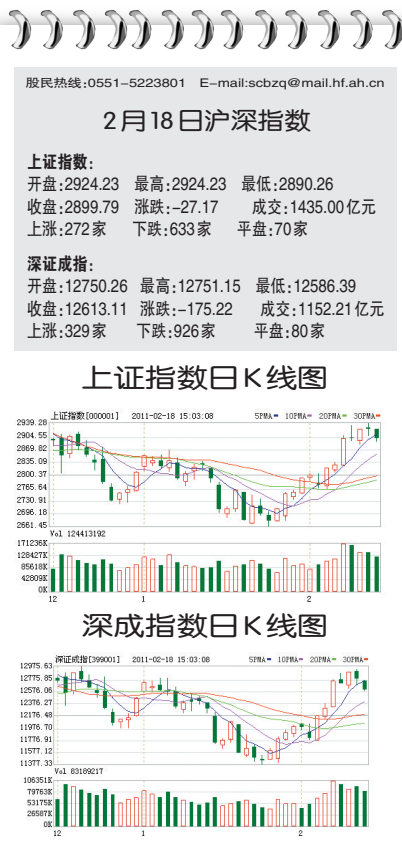 股民热线:0551-5223801 E-mail:scbzq@mail.hf.ah.cn
2月18日沪深指数
上证指数:
开盘:2924.23 最高:2924.23 最低:2890.26
收盘:2899.79 涨跌:-27.17 成交:1435.00亿元
上涨:272家 下跌:633家 平盘:70家
深证成指:
开盘:12750.26 最高:12751.15 最低:12586.39
收盘:12613.11 涨跌:-175.22 成交:1152.21亿元
上涨:329家 下跌:926家 平盘:80家
上证指数日K线图
上证指数[000001] 2011-02-18 15:03:08 5PMA 10PMA 20PMA 30PMA
2939.28
2904.55
2869.82
2835.09
2800.37
2765.64
2730.91
2696.18
2661.45
Vol 124413192
171236K
128427K
85618K
42809K
0K
12 1 2
深成指数日K线图
深证成指[399001] 2011-02-18 15:03:08 5PMA 10PMA 20PMA 30PMA
12975.63
12775.85
12576.06
12376.27
12176.48
11976.70
11776.91
11577.12
11377.33
Vol 83189217
106351K
79763K
53175K
26587K
0K
12 1 2